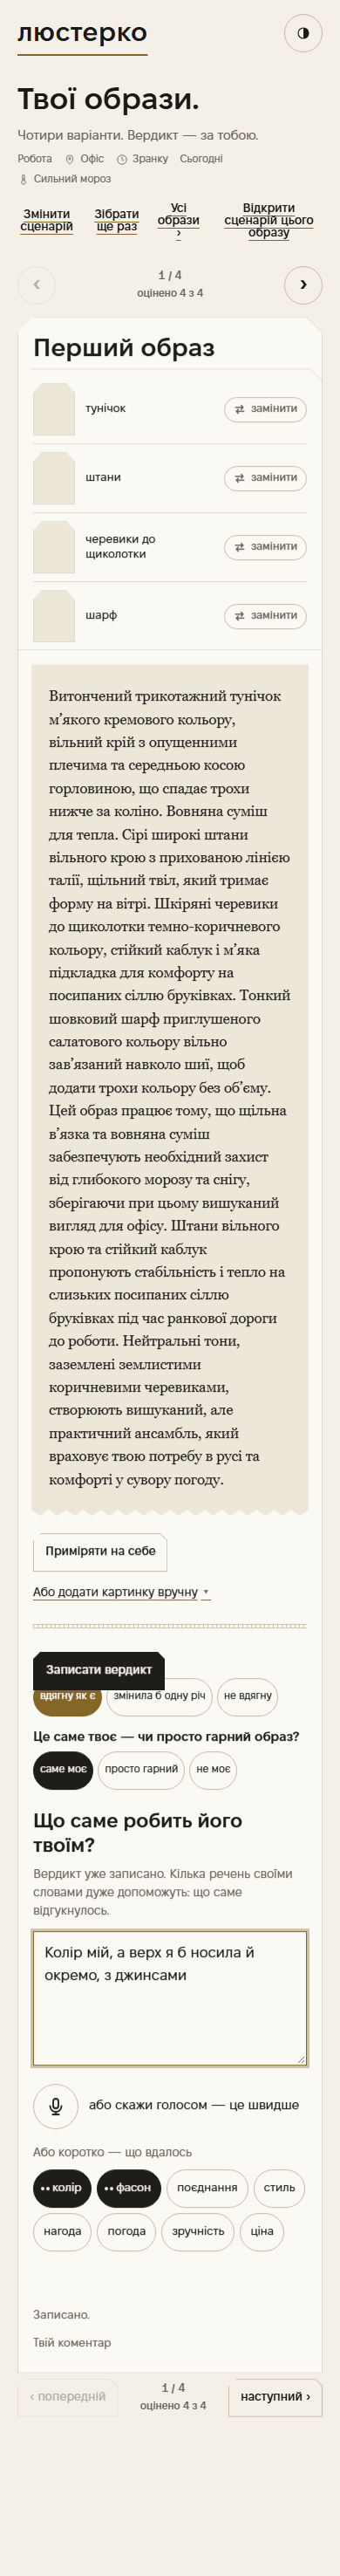 люстерко
Твої образи.
Чотири варіанти. Вердикт — за тобою.
Робота Офіс Зранку Сьогодні
Сильний мороз
Змінити
сценарій
Зібрати
ще раз
Усі
образи
›
Відкрити
сценарій цього
образу
‹
1 / 4
оцінено 4 з 4
›
Перший образ
тунічок
замінити
штани
замінити
черевики до
щиколотки
замінити
шарф
замінити
Витончений трикотажний тунічок
м’якого кремового кольору,
вільний крій з опущенними
плечима та середньою косою
горловиною, що спадає трохи
нижче за коліно. Вовняна суміш
для тепла. Сірі широкі штани
вільного крою з прихованою лінією
талії, щільний твіл, який тримає
форму на вітрі. Шкіряні черевики
до щиколотки темно-коричневого
кольору, стійкий каблук і м’яка
підкладка для комфорту на
посипаних сіллю бруківках. Тонкий
шовковий шарф приглушеного
салатового кольору вільно
зав’язаний навколо шиї, щоб
додати трохи кольору без об’єму.
Цей образ працює тому, що щільна
в’язка та вовняна суміш
забезпечують необхідний захист
від глибокого морозу та снігу,
зберігаючи при цьому вишуканий
вигляд для офісу. Штани вільного
крою та стійкий каблук
пропонують стабільність і тепло на
слизьких посипаних сіллю
бруківках під час ранкової дороги
до роботи. Нейтральні тони,
заземлені землистими
коричневими черевиками,
створюють вишуканий, але
практичний ансамбль, який
враховує твою потребу в русі та
комфорті у сувору погоду.
Приміряти на себе
Або додати картинку вручну
Записати вердикт
вдягну як є
змінила б одну річ
не вдягну
Це саме твоє — чи просто гарний образ?
саме моє
просто гарний
не моє
Що саме робить його
твоїм?
Вердикт уже записано. Кілька речень своїми
словами дуже допоможуть: що саме
відгукнулось.
Колір мій, а верх я б носила й
окремо, з джинсами
або скажи голосом — це швидше
Або коротко — що вдалось
колір
фасон
поєднання
стиль
нагода
погода
зручність
ціна
Записано.
Твій коментар
‹ попередній
1 / 4
оцінено 4 з 4
наступний ›